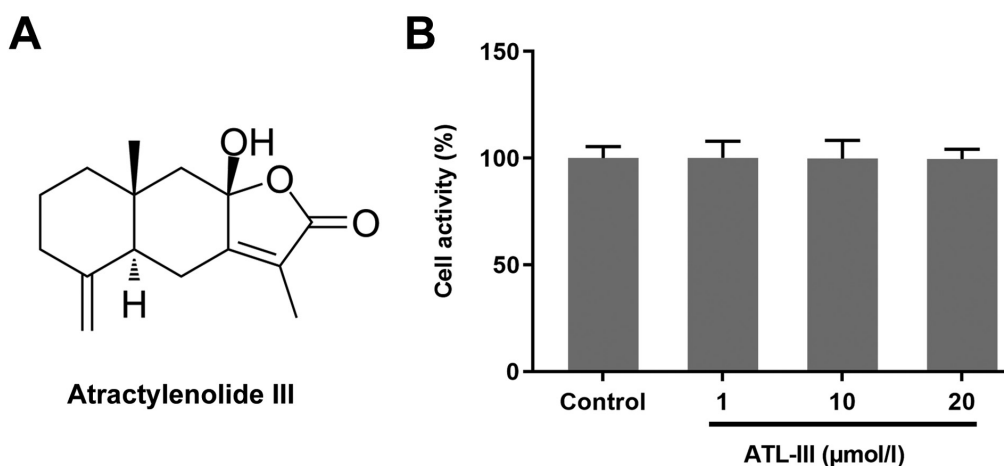 A
OH
O
O
H
Atractylenolide III
B
Cell activity (%)
150
100
50
0
Control 1 10 20
ATL-III (µmol/l)